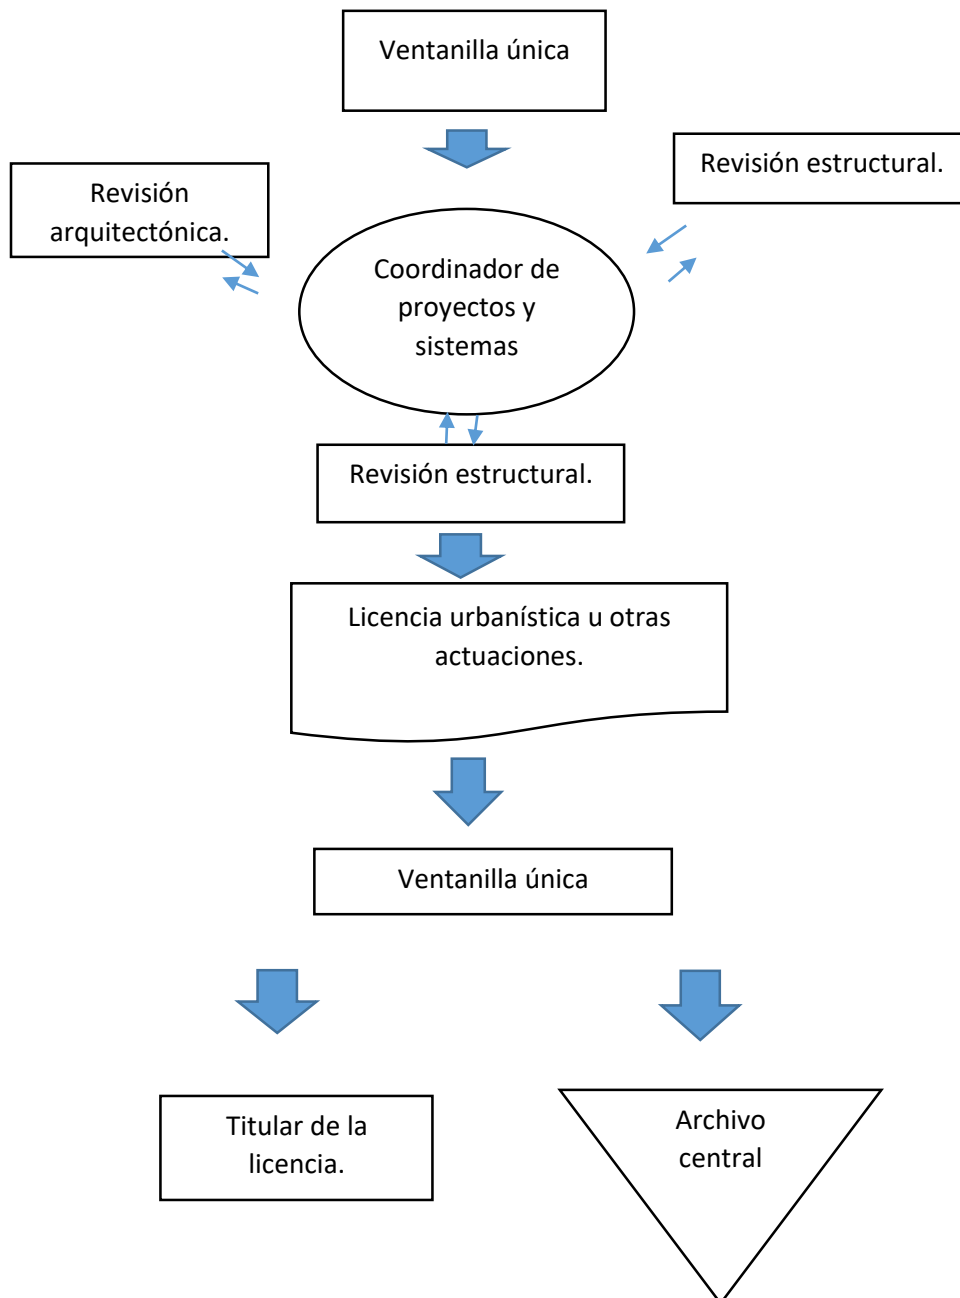 Ventanilla única
Revisión estructural.
Revisión
arquitectónica.
Coordinador de
proyectos y
sistemas
Revisión estructural.
Licencia urbanística u otras
actuaciones.
Ventanilla única
Titular de la
licencia.
Archivo
central